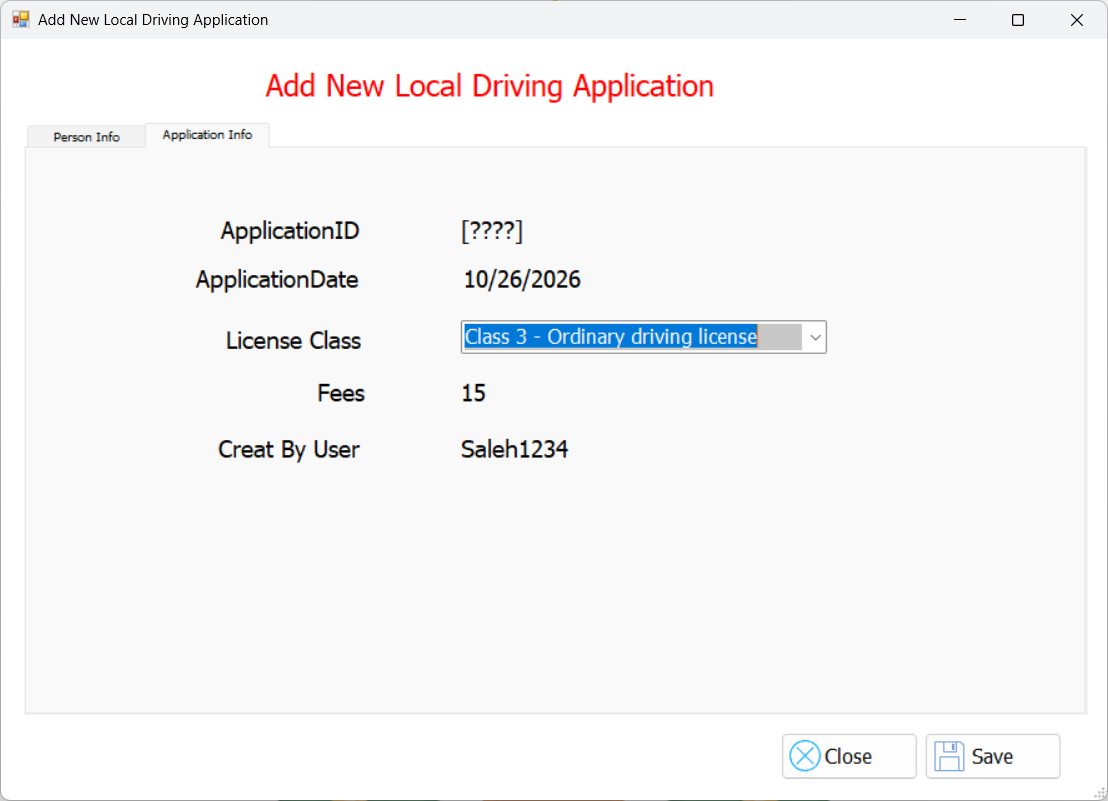 Add New Local Driving Application
Add New Local Driving Application
Person Info Application Info
ApplicationID [????]
ApplicationDate 10/26/2026
License Class Class 3 - Ordinary driving license
Fees 15
Creat By User Saleh1234
Close Save